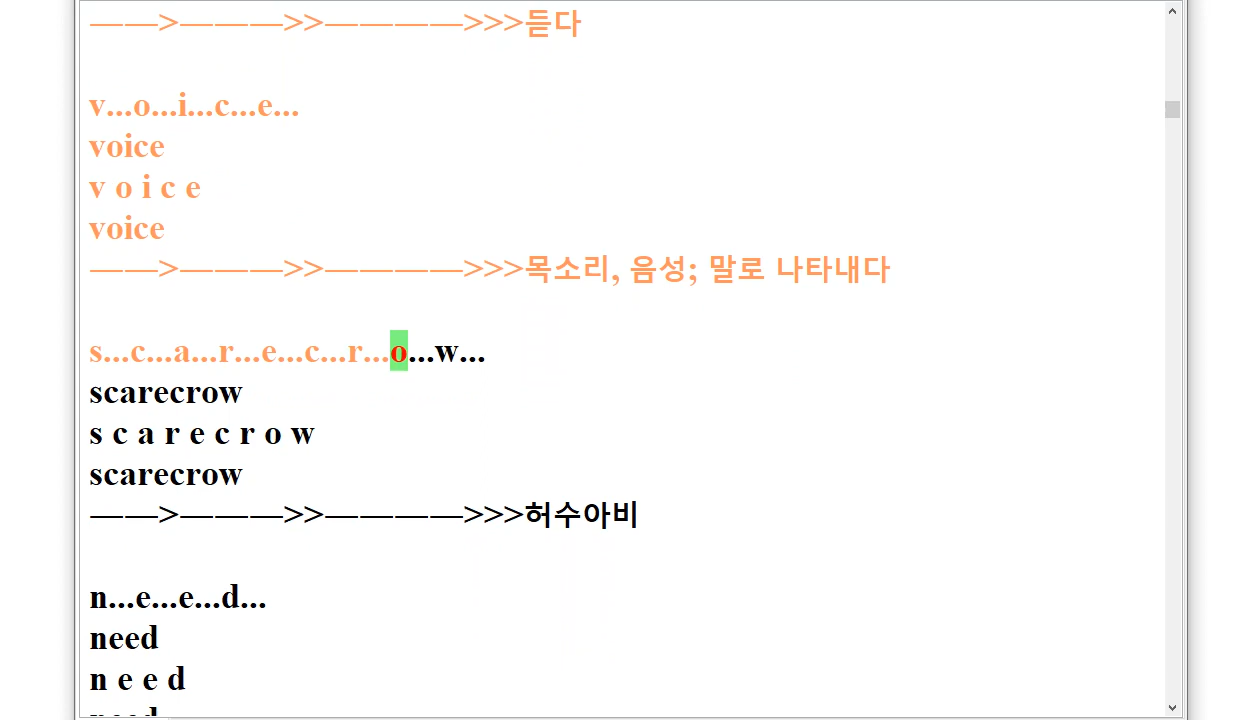 ——>———>>————>>>듣다
v...o...i...c...e...
voice
v o i c e
voice
——>———>>————>>>목소리, 음성; 말로 나타내다
s...c...a...r...e...c...r...o...w...
scarecrow
s c a r e c r o w
scarecrow
——>———>>————>>>허수아비
n...e...e...d...
need
n e e d